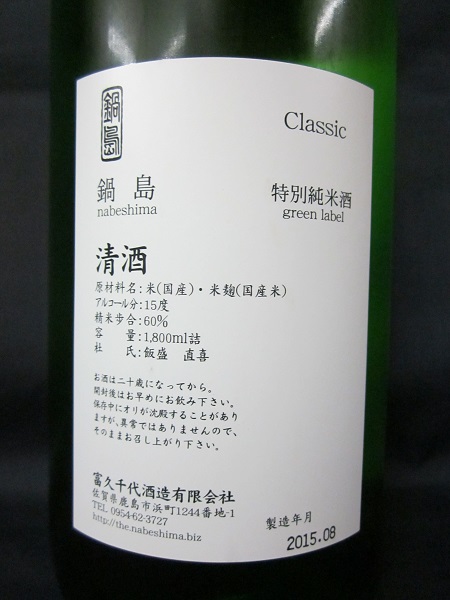 鍋島
Classic
鍋島
nabeshima
特別純米酒
green label
清酒
原材料名:米(国産)・米麹(国産米)
アルコール分:15度
精米歩合:60%
容 量:1,800ml詰
杜 氏:飯盛 直喜
お酒は二十歳になってから。
開封後はお早めにお飲み下さい。
保存中にオリが沈殿することがあり
ますが、異常ではありませんので、
そのままお召し上がり下さい。
富久千代酒造有限会社
佐賀県鹿島市浜町1244番地-1
TEL 0954-62-3727
http://the.nabeshima.biz
製造年月
2015.08